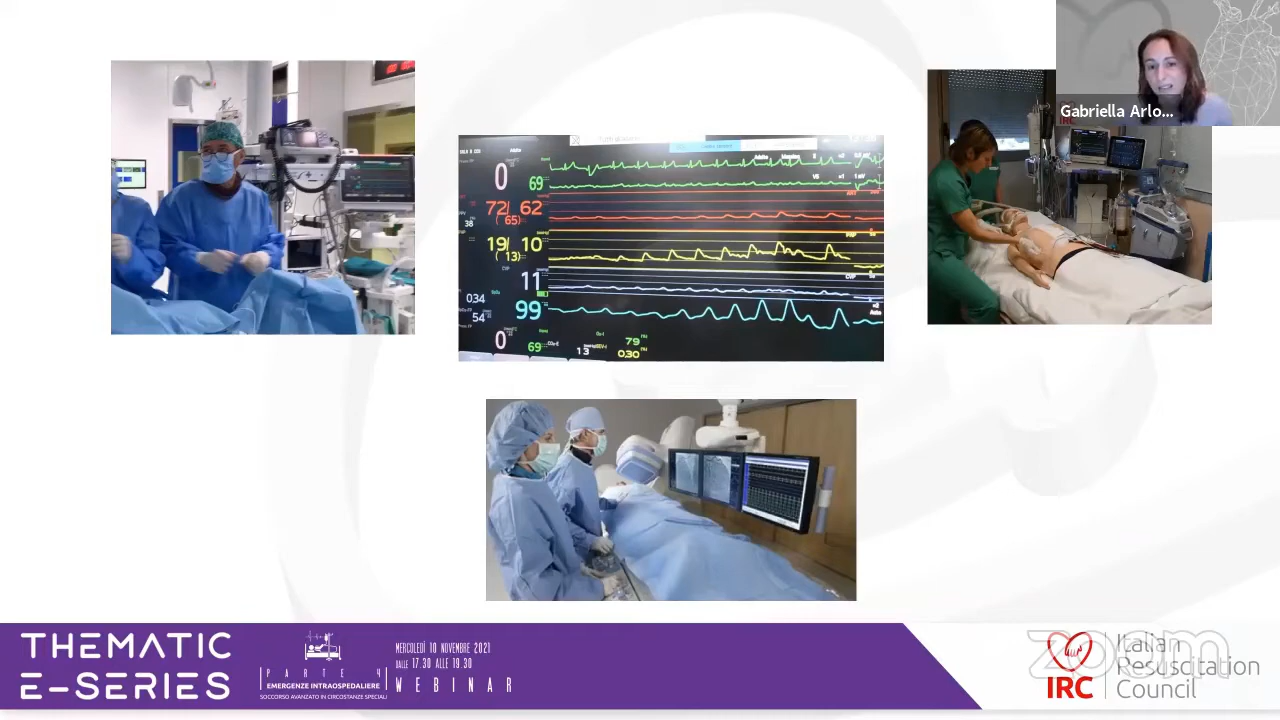 Gabriella Arlo...
0
69
72/ 62
( 65)
38
19/ 10
( 13)
CVP
11
034
54
99
0
69
13
79
0.30
THEMATIC
E-SERIES
PARTE 4
EMERGENZE INTRAOSPEDALIERE
SOCCORSO AVANZATO IN CIRCOSTANZE SPECIALI
MERCOLEDÌ 10 NOVEMBRE 2021
DALLE 17.30 ALLE 19.30
WEBINAR
IRC
Italian
Resuscitation
Council
zoom